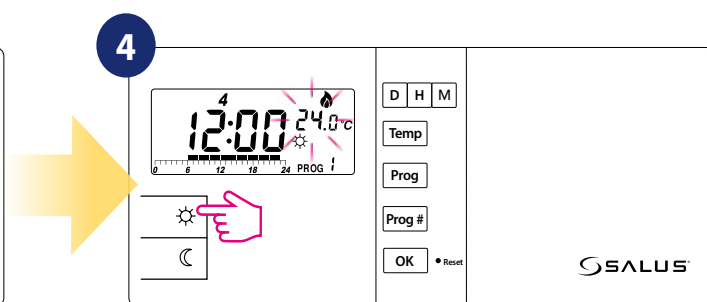 4
4
12:00 24.0°C
0 6 12 18 24 PROG 1
D H M
Temp
Prog
Prog #
OK Reset
SALUS